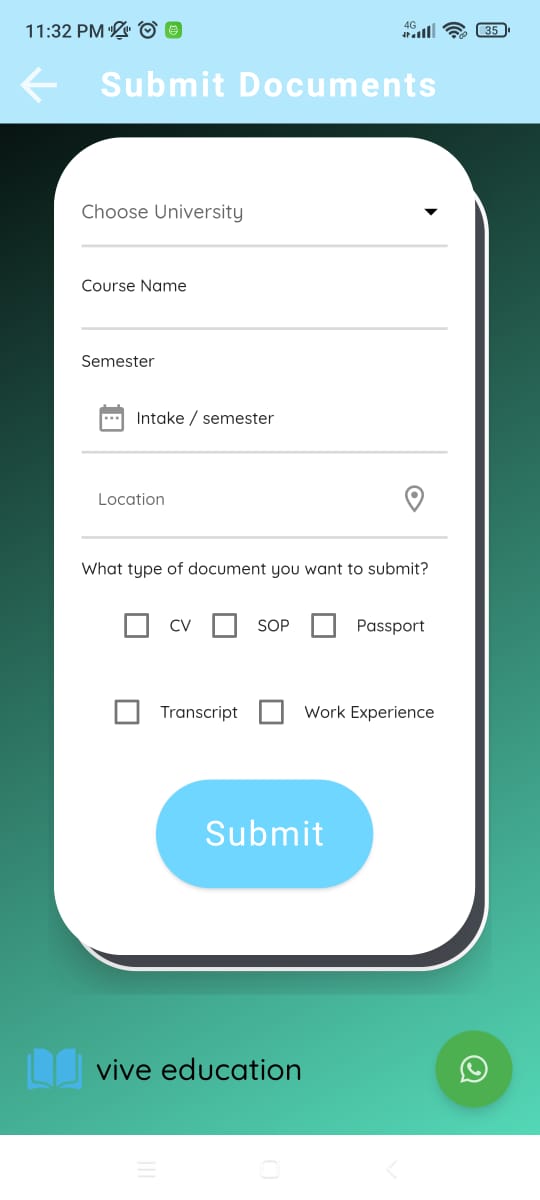 11:32 PM 4G 35
Submit Documents
Choose University
Course Name
Semester
Intake / semester
Location
What type of document you want to submit?
CV SOP Passport
Transcript Work Experience
Submit
vive education